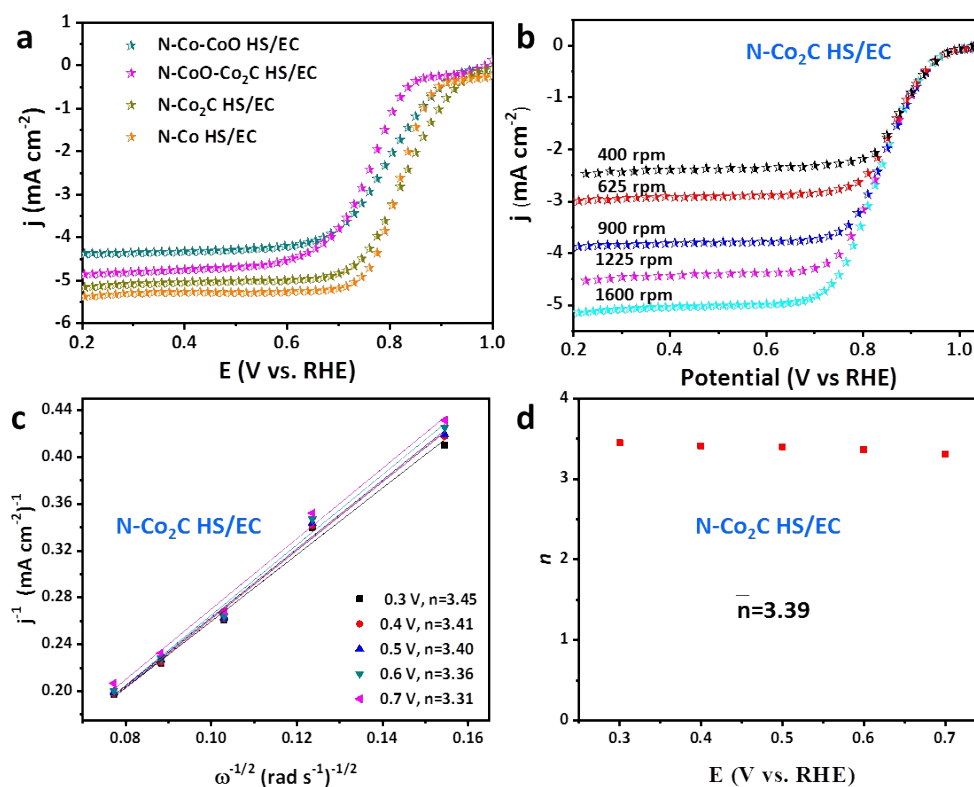 a
1
0
-1
-2
-3
-4
-5
-6
j (mA cm⁻²)
N-Co-CoO HS/EC
N-CoO-Co₂C HS/EC
N-Co₂C HS/EC
N-Co HS/EC
0.2
0.4
0.6
0.8
1.0
E (V vs. RHE)
b
N-Co₂C HS/EC
0
-1
-2
-3
-4
-5
j (mA cm⁻²)
400 rpm
625 rpm
900 rpm
1225 rpm
1600 rpm
0.2
0.4
0.6
0.8
1.0
Potential (V vs RHE)
c
0.44
0.40
0.36
0.32
0.28
0.24
0.20
j⁻¹ (mA cm⁻²)⁻¹
N-Co₂C HS/EC
0.3 V, n=3.45
0.4 V, n=3.41
0.5 V, n=3.40
0.6 V, n=3.36
0.7 V, n=3.31
0.08
0.10
0.12
0.14
0.16
ω⁻¹/² (rad s⁻¹)⁻¹/²
d
4
3
2
1
0
n
N-Co₂C HS/EC
n̅=3.39
0.3
0.4
0.5
0.6
0.7
E (V vs. RHE)